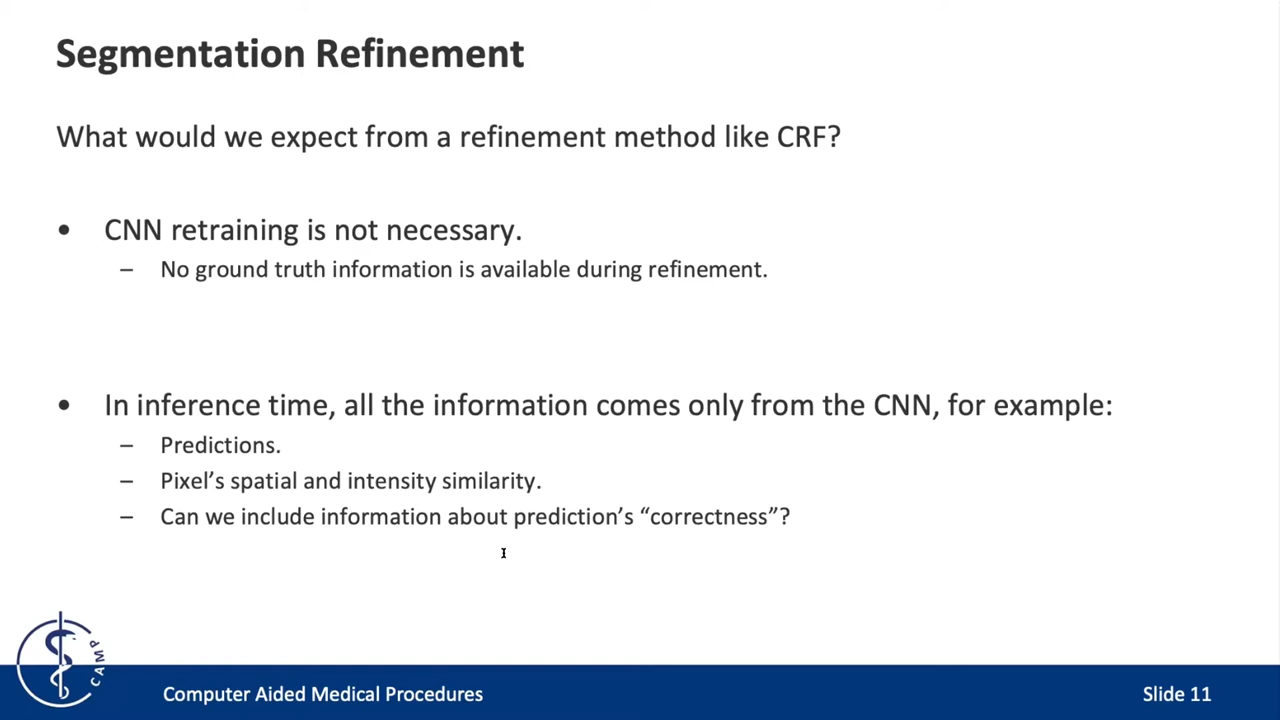 Segmentation Refinement
What would we expect from a refinement method like CRF?
• CNN retraining is not necessary.
– No ground truth information is available during refinement.
• In inference time, all the information comes only from the CNN, for example:
– Predictions.
– Pixel’s spatial and intensity similarity.
– Can we include information about prediction’s “correctness”?
CAMP
Computer Aided Medical Procedures
Slide 11